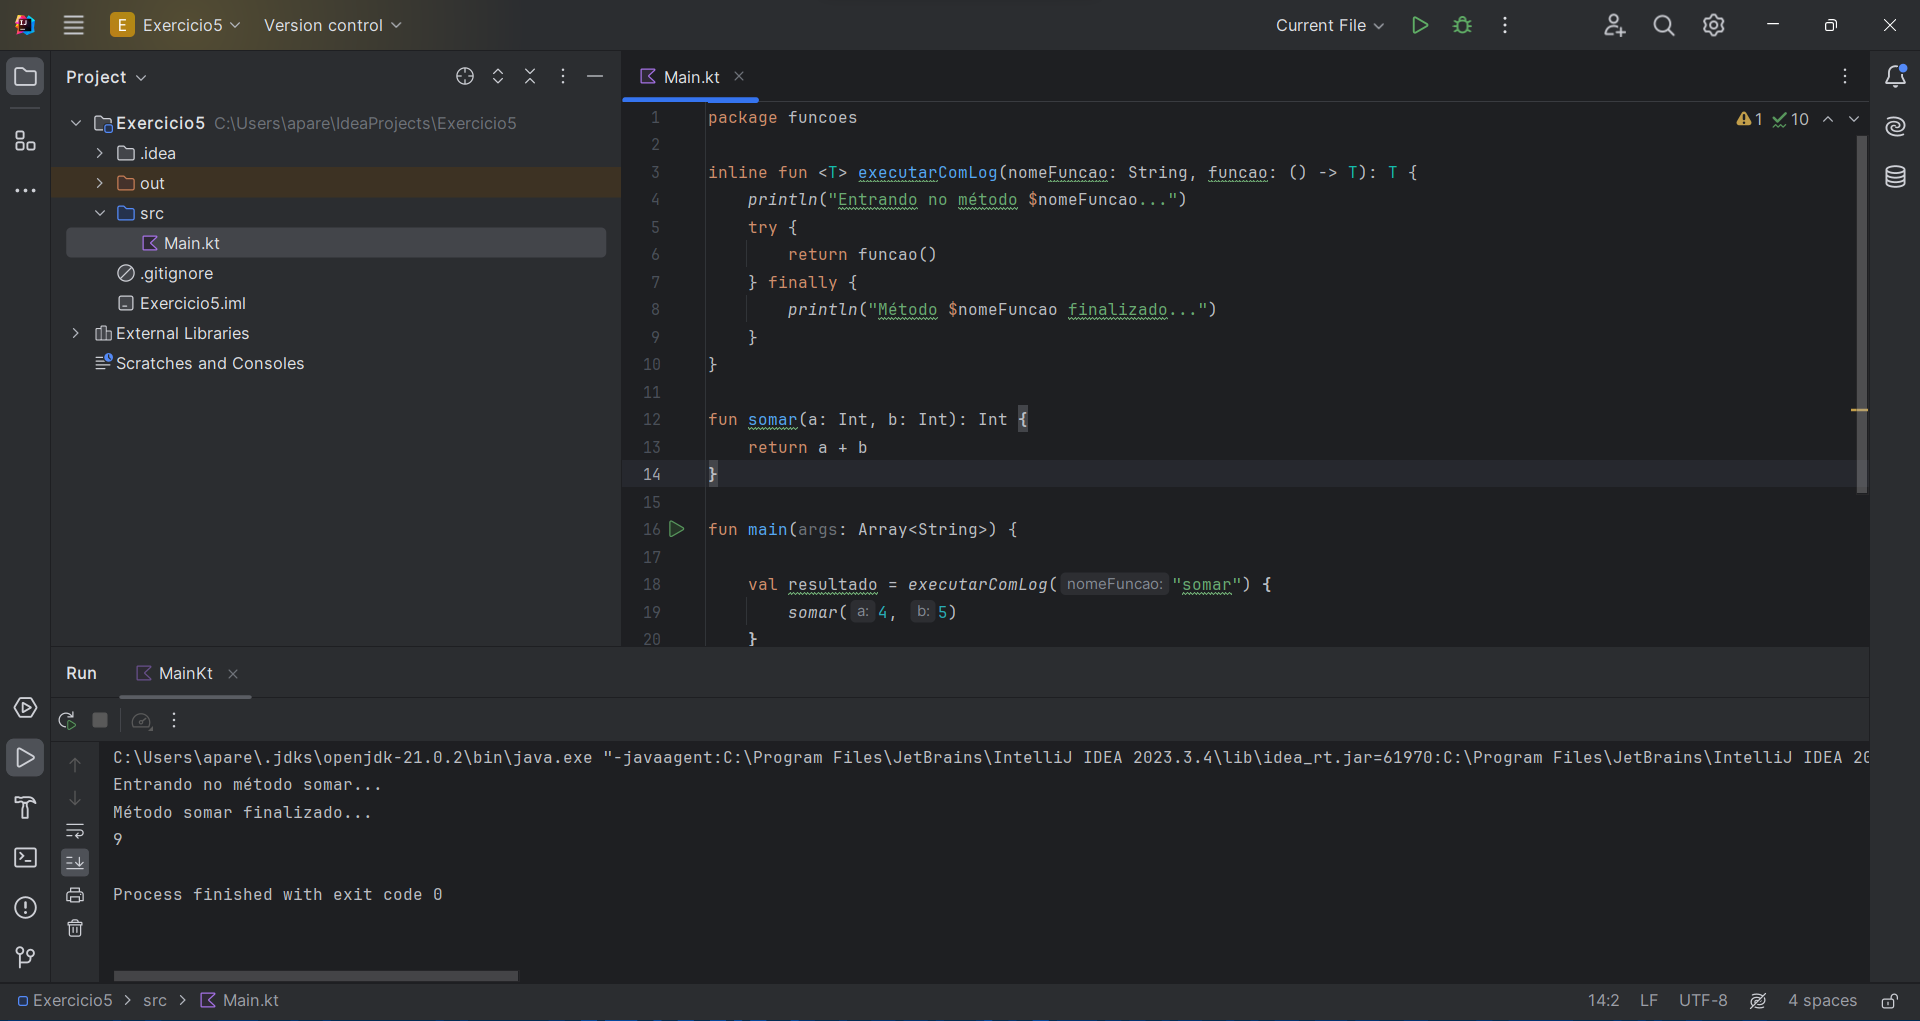 E Exercicio5 Version control Current File
Project
Main.kt
Exercicio5 C:\Users\apare\IdeaProjects\Exercicio5
.idea
out
src
Main.kt
.gitignore
Exercicio5.iml
External Libraries
Scratches and Consoles
1 package funcoes
1 10
2
3 inline fun <T> executarComLog(nomeFuncao: String, funcao: () -> T): T {
4 println("Entrando no método $nomeFuncao...")
5 try {
6 return funcao()
7 } finally {
8 println("Método $nomeFuncao finalizado...")
9 }
10 }
11
12 fun somar(a: Int, b: Int): Int {
13 return a + b
14 }
15
16 fun main(args: Array<String>) {
17
18 val resultado = executarComLog( nomeFuncao: "somar") {
19 somar( a: 4, b: 5)
20 }
Run MainKt
C:\Users\apare\.jdks\openjdk-21.0.2\bin\java.exe "-javaagent:C:\Program Files\JetBrains\IntelliJ IDEA 2023.3.4\lib\idea_rt.jar=61970:C:\Program Files\JetBrains\IntelliJ IDEA 20
Entrando no método somar...
Método somar finalizado...
9
Process finished with exit code 0
Exercicio5 > src > Main.kt
14:2 LF UTF-8 4 spaces